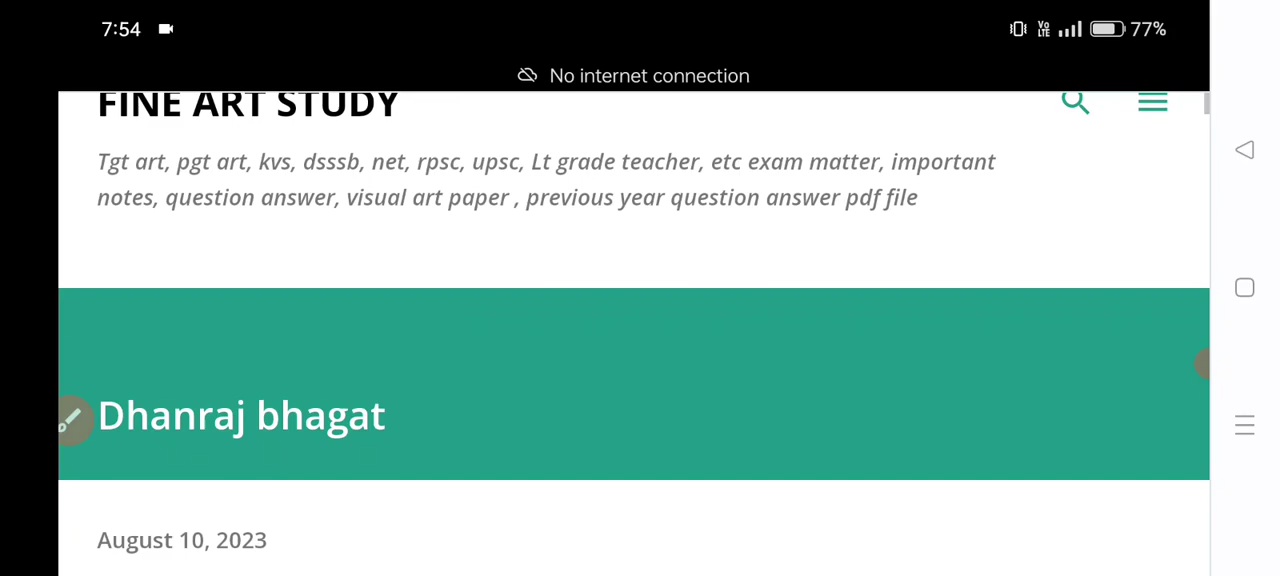 7:54
Vo LTE 77%
No internet connection
FINE ART STUDY
Tgt art, pgt art, kvs, dsssb, net, rpsc, upsc, Lt grade teacher, etc exam matter, important
notes, question answer, visual art paper , previous year question answer pdf file
Dhanraj bhagat
August 10, 2023